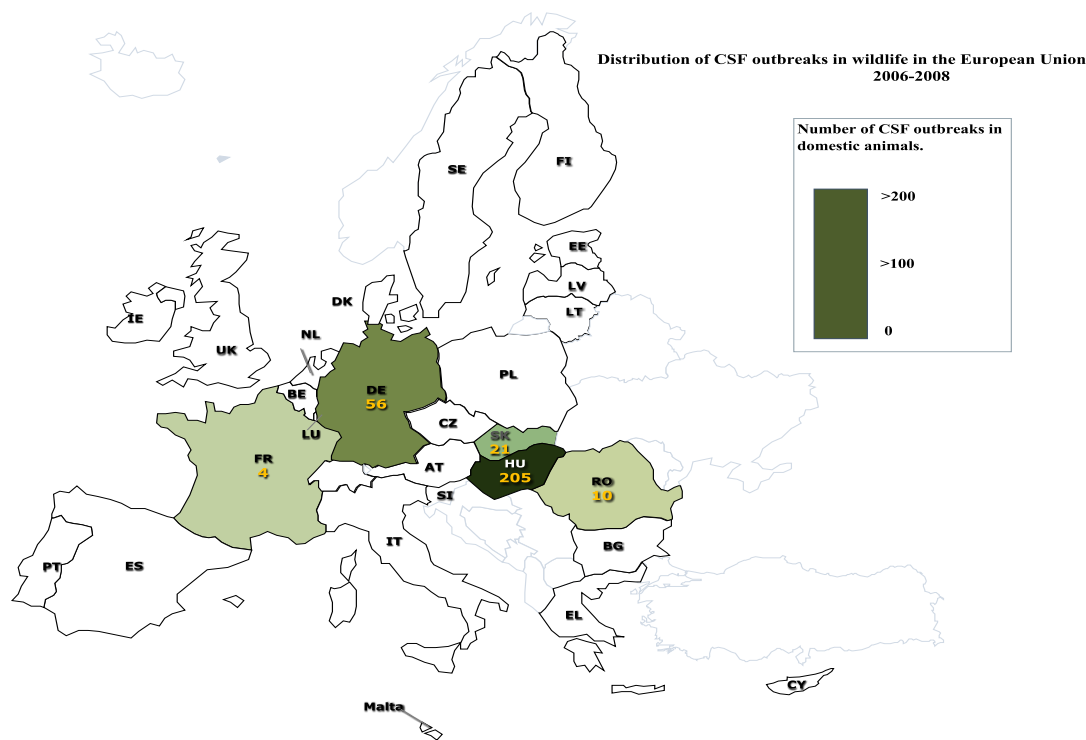 Distribution of CSF outbreaks in wildlife in the European Union
2006-2008
Number of CSF outbreaks in
domestic animals.
>200
>100
0
SE
FI
EE
LV
LT
DK
IE
NL
UK
PL
DE
56
BE
CZ
LU
SK
21
FR
4
AT
HU
205
RO
10
SI
IT
BG
PT
ES
EL
CY
Malta